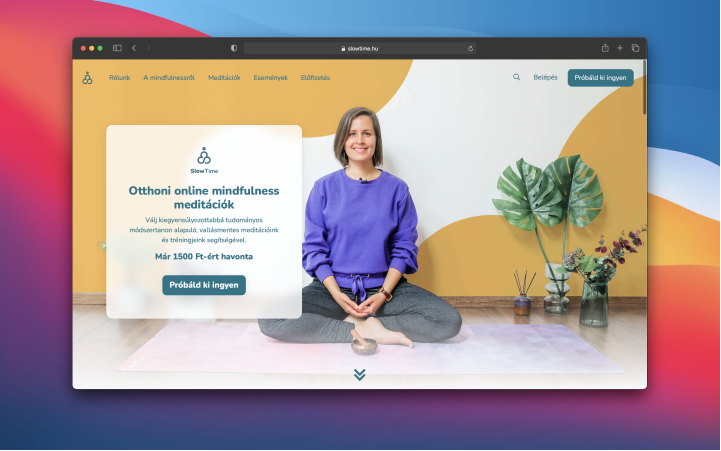 slowtime.hu
Rólunk
A mindfulnessről
Meditációk
Események
Előfizetés
Belépés
Próbáld ki ingyen
SlowTime
Otthoni online mindfulness
meditációk
Válj kiegyensúlyozottabbá tudományos
módszertanon alapuló, vallásmentes meditációink
és tréningjeink segítségével.
Már 1500 Ft-ért havonta
Próbáld ki ingyen